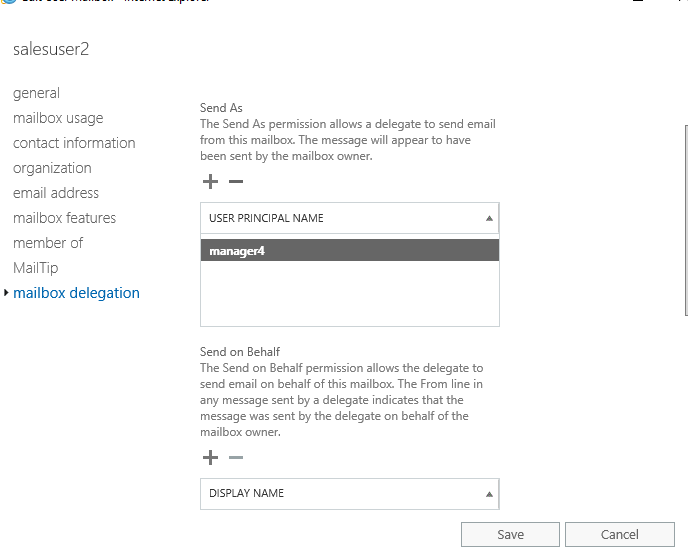 salesuser2
general
mailbox usage
contact information
organization
email address
mailbox features
member of
MailTip
mailbox delegation
Send As
The Send As permission allows a delegate to send email
from this mailbox. The message will appear to have
been sent by the mailbox owner.
USER PRINCIPAL NAME
manager4
Send on Behalf
The Send on Behalf permission allows the delegate to
send email on behalf of this mailbox. The From line in
any message sent by a delegate indicates that the
message was sent by the delegate on behalf of the
mailbox owner.
DISPLAY NAME
Save
Cancel